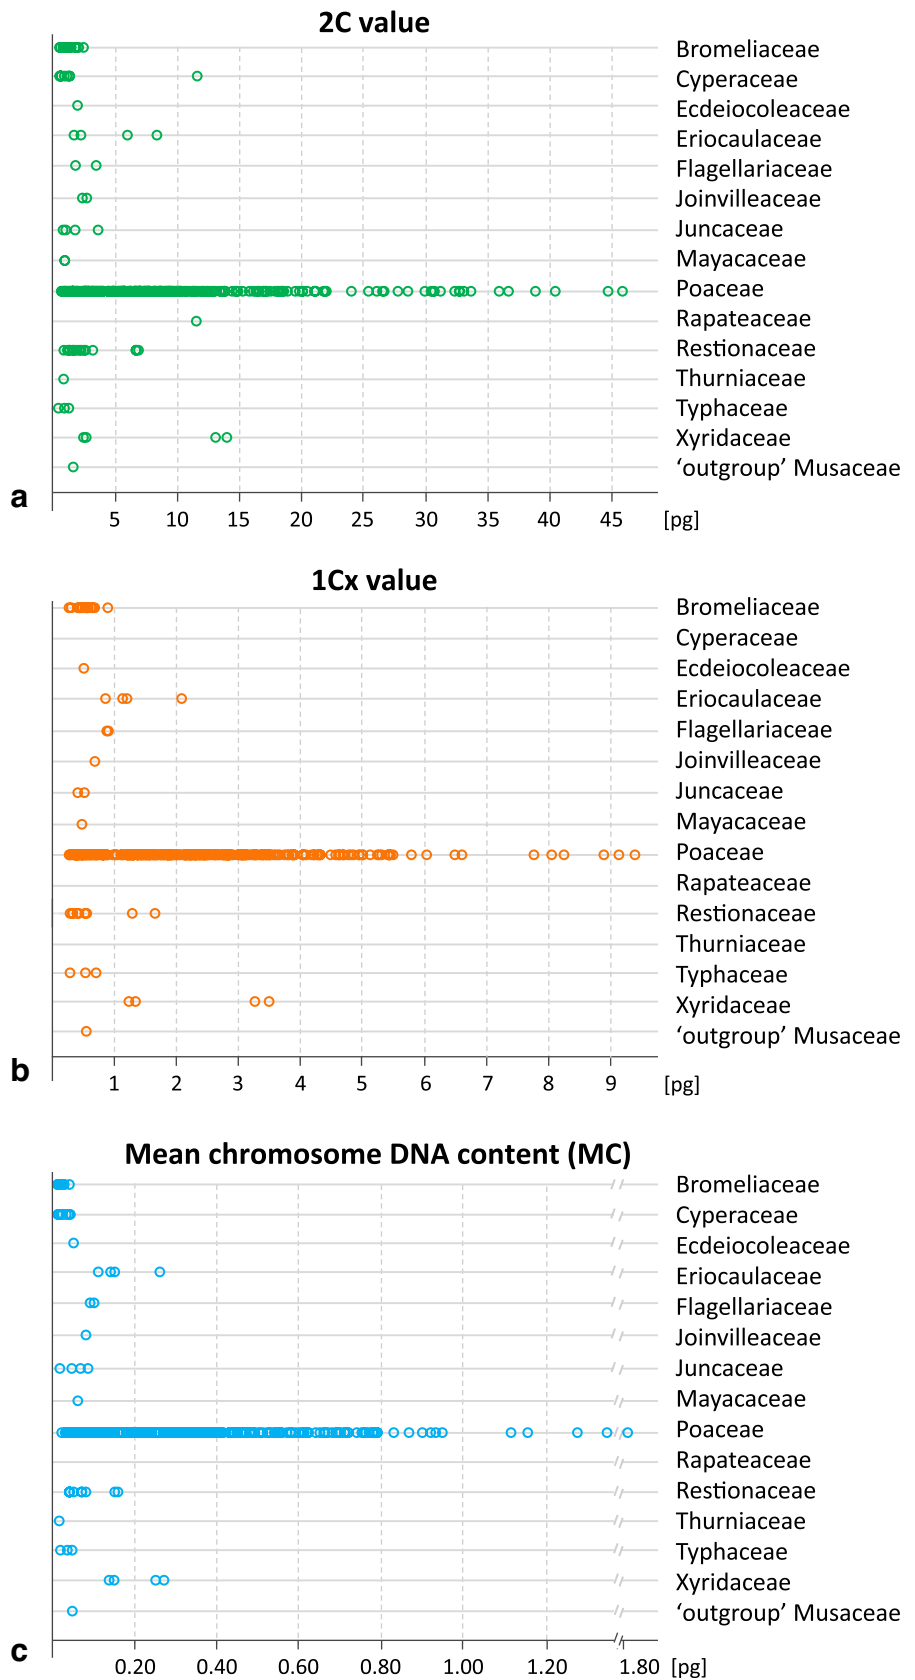 2C value
Bromeliaceae
Cyperaceae
Ecdeiocoleaceae
Eriocaulaceae
Flagellariaceae
Joinvilleaceae
Juncaceae
Mayacaceae
Poaceae
Rapateaceae
Restionaceae
Thurniaceae
Typhaceae
Xyridaceae
‘outgroup’ Musaceae
a
5 10 15 20 25 30 35 40 45 [pg]
1Cx value
Bromeliaceae
Cyperaceae
Ecdeiocoleaceae
Eriocaulaceae
Flagellariaceae
Joinvilleaceae
Juncaceae
Mayacaceae
Poaceae
Rapateaceae
Restionaceae
Thurniaceae
Typhaceae
Xyridaceae
‘outgroup’ Musaceae
b
1 2 3 4 5 6 7 8 9 [pg]
Mean chromosome DNA content (MC)
Bromeliaceae
Cyperaceae
Ecdeiocoleaceae
Eriocaulaceae
Flagellariaceae
Joinvilleaceae
Juncaceae
Mayacaceae
Poaceae
Rapateaceae
Restionaceae
Thurniaceae
Typhaceae
Xyridaceae
‘outgroup’ Musaceae
c
0.20 0.40 0.60 0.80 1.00 1.20 1.80 [pg]